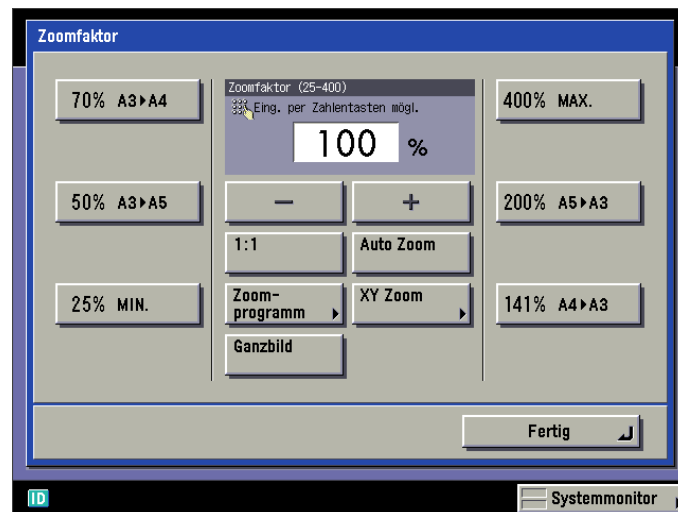 Zoomfaktor
70% A3▶A4
50% A3▶A5
25% MIN.
Zoomfaktor (25-400)
Eing. per Zahlentasten mögl.
100 %
− +
1:1 Auto Zoom
Zoom-
programm ▶ XY Zoom ▶
Ganzbild
400% MAX.
200% A5▶A3
141% A4▶A3
Fertig
ID
Systemmonitor